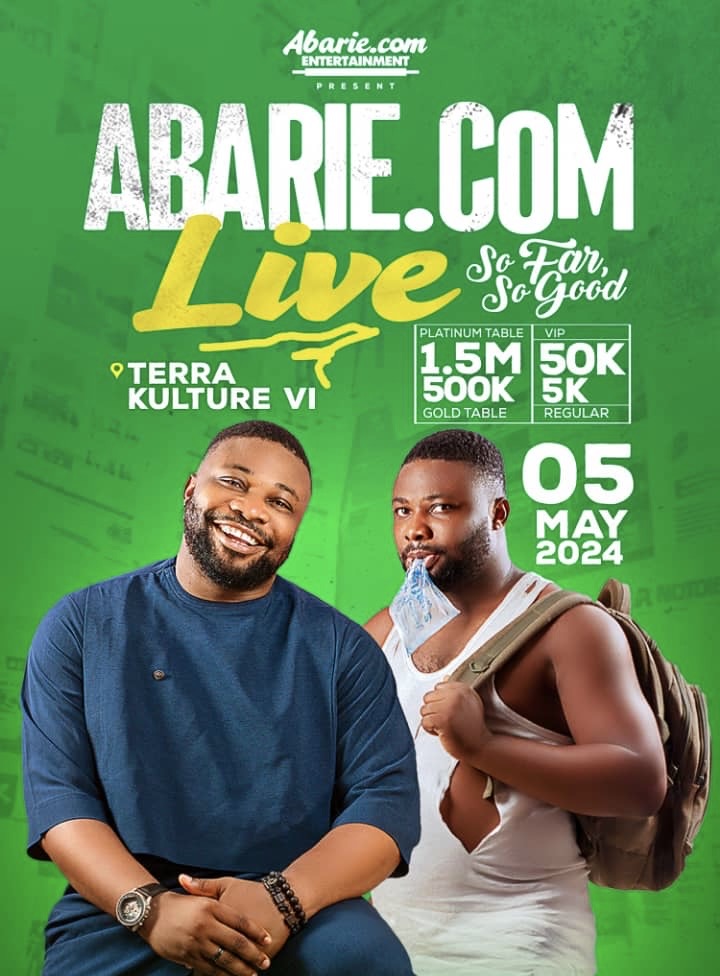 Abarie.com
ENTERTAINMENT
PRESENT
ABARIE.COM
Live
So Far,
So Good
TERRA
KULTURE VI
PLATINUM TABLE
1.5M
500K
GOLD TABLE
VIP
50K
5K
REGULAR
05
MAY
2024